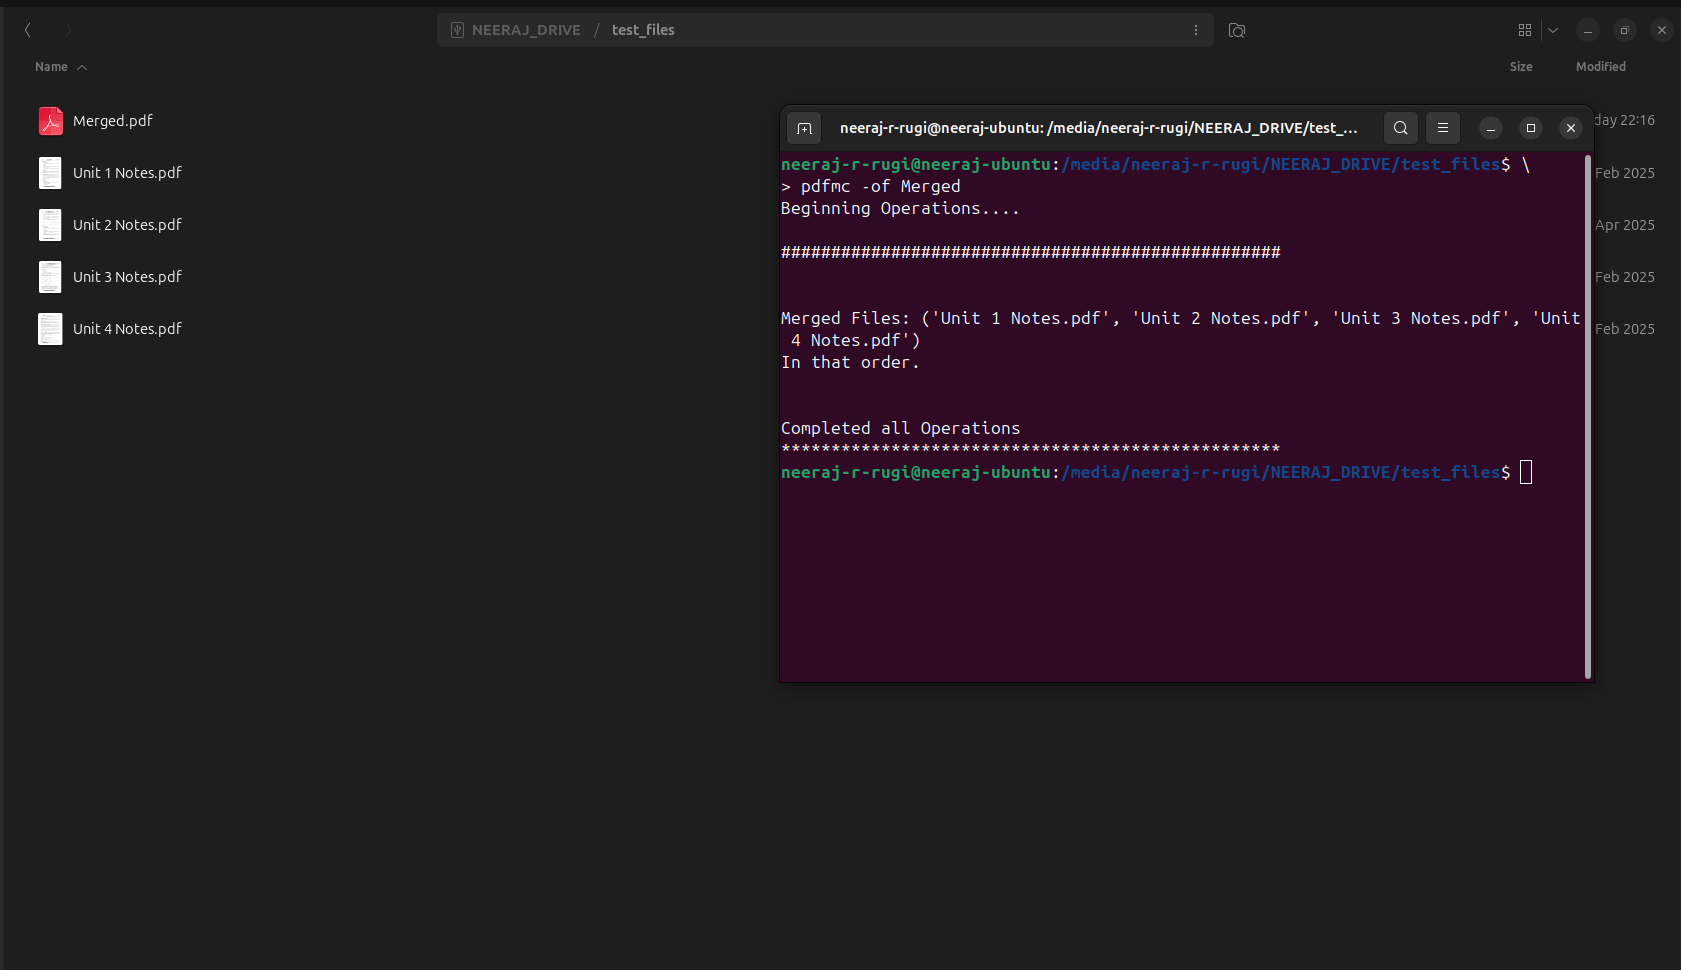 NEERAJ_DRIVE / test_files
Name
Size
Modified
Merged.pdf
day 22:16
Unit 1 Notes.pdf
Feb 2025
Unit 2 Notes.pdf
Apr 2025
Unit 3 Notes.pdf
Feb 2025
Unit 4 Notes.pdf
Feb 2025
neeraj-r-rugi@neeraj-ubuntu: /media/neeraj-r-rugi/NEERAJ_DRIVE/test_...
neeraj-r-rugi@neeraj-ubuntu:/media/neeraj-r-rugi/NEERAJ_DRIVE/test_files$ \
> pdfmc -of Merged
Beginning Operations....
##################################################
Merged Files: ('Unit 1 Notes.pdf', 'Unit 2 Notes.pdf', 'Unit 3 Notes.pdf', 'Unit
4 Notes.pdf')
In that order.
Completed all Operations
**************************************************
neeraj-r-rugi@neeraj-ubuntu:/media/neeraj-r-rugi/NEERAJ_DRIVE/test_files$